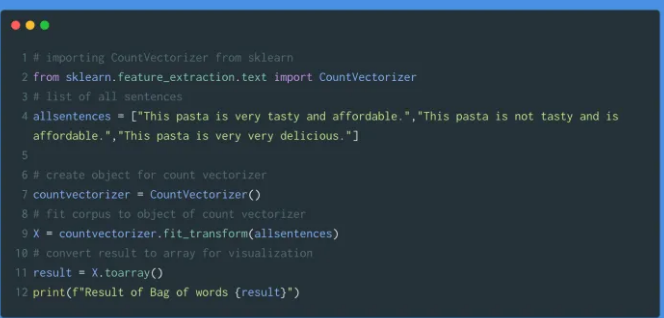 1 # importing CountVectorizer from sklearn
2 from sklearn.feature_extraction.text import CountVectorizer
3 # list of all sentences
4 allsentences = ["This pasta is very tasty and affordable.","This pasta is not tasty and is
affordable.","This pasta is very very delicious."]
5
6 # create object for count vectorizer
7 countvectorizer = CountVectorizer()
8 # fit corpus to object of count vectorizer
9 X = countvectorizer.fit_transform(allsentences)
10 # convert result to array for visualization
11 result = X.toarray()
12 print(f"Result of Bag of words {result}")